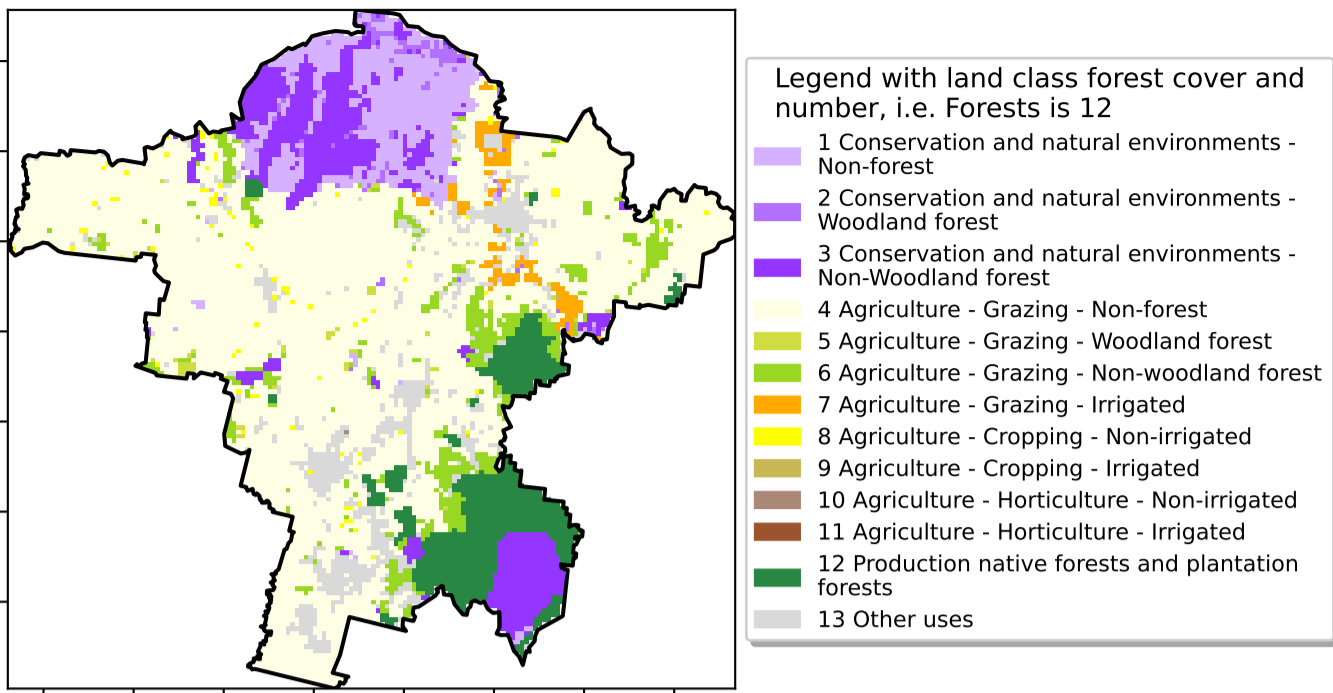 Legend with land class forest cover and
number, i.e. Forests is 12
1 Conservation and natural environments -
Non-forest
2 Conservation and natural environments -
Woodland forest
3 Conservation and natural environments -
Non-Woodland forest
4 Agriculture - Grazing - Non-forest
5 Agriculture - Grazing - Woodland forest
6 Agriculture - Grazing - Non-woodland forest
7 Agriculture - Grazing - Irrigated
8 Agriculture - Cropping - Non-irrigated
9 Agriculture - Cropping - Irrigated
10 Agriculture - Horticulture - Non-irrigated
11 Agriculture - Horticulture - Irrigated
12 Production native forests and plantation
forests
13 Other uses